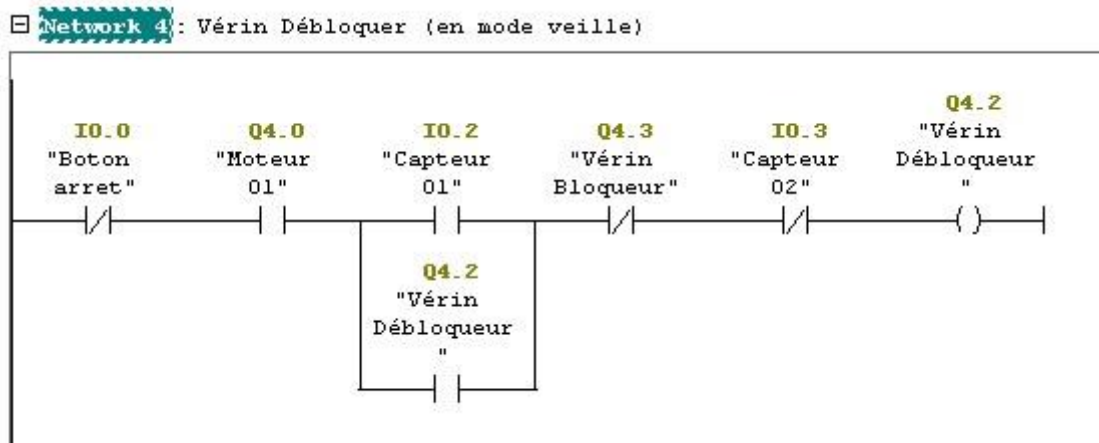 Network 4: Vérin Débloquer (en mode veille)
Q4.2
I0.0 Q4.0 I0.2 Q4.3 I0.3 "Vérin
"Boton "Moteur "Capteur "Vérin "Capteur Débloqueur
arret" 01" 01" Bloqueur" 02" "
Q4.2
"Vérin
Débloqueur
"